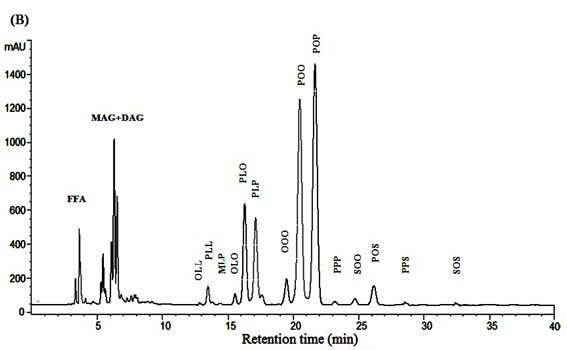 (B)
mAU
1400
1200
1000
800
600
400
200
0
FFA
MAG+DAG
OLL
PLL
MLP
OLO
PLO
PLP
OOO
POO
POP
PPP
SOO
POS
PPS
SOS
5 10 15 20 25 30 35 40
Retention time (min)